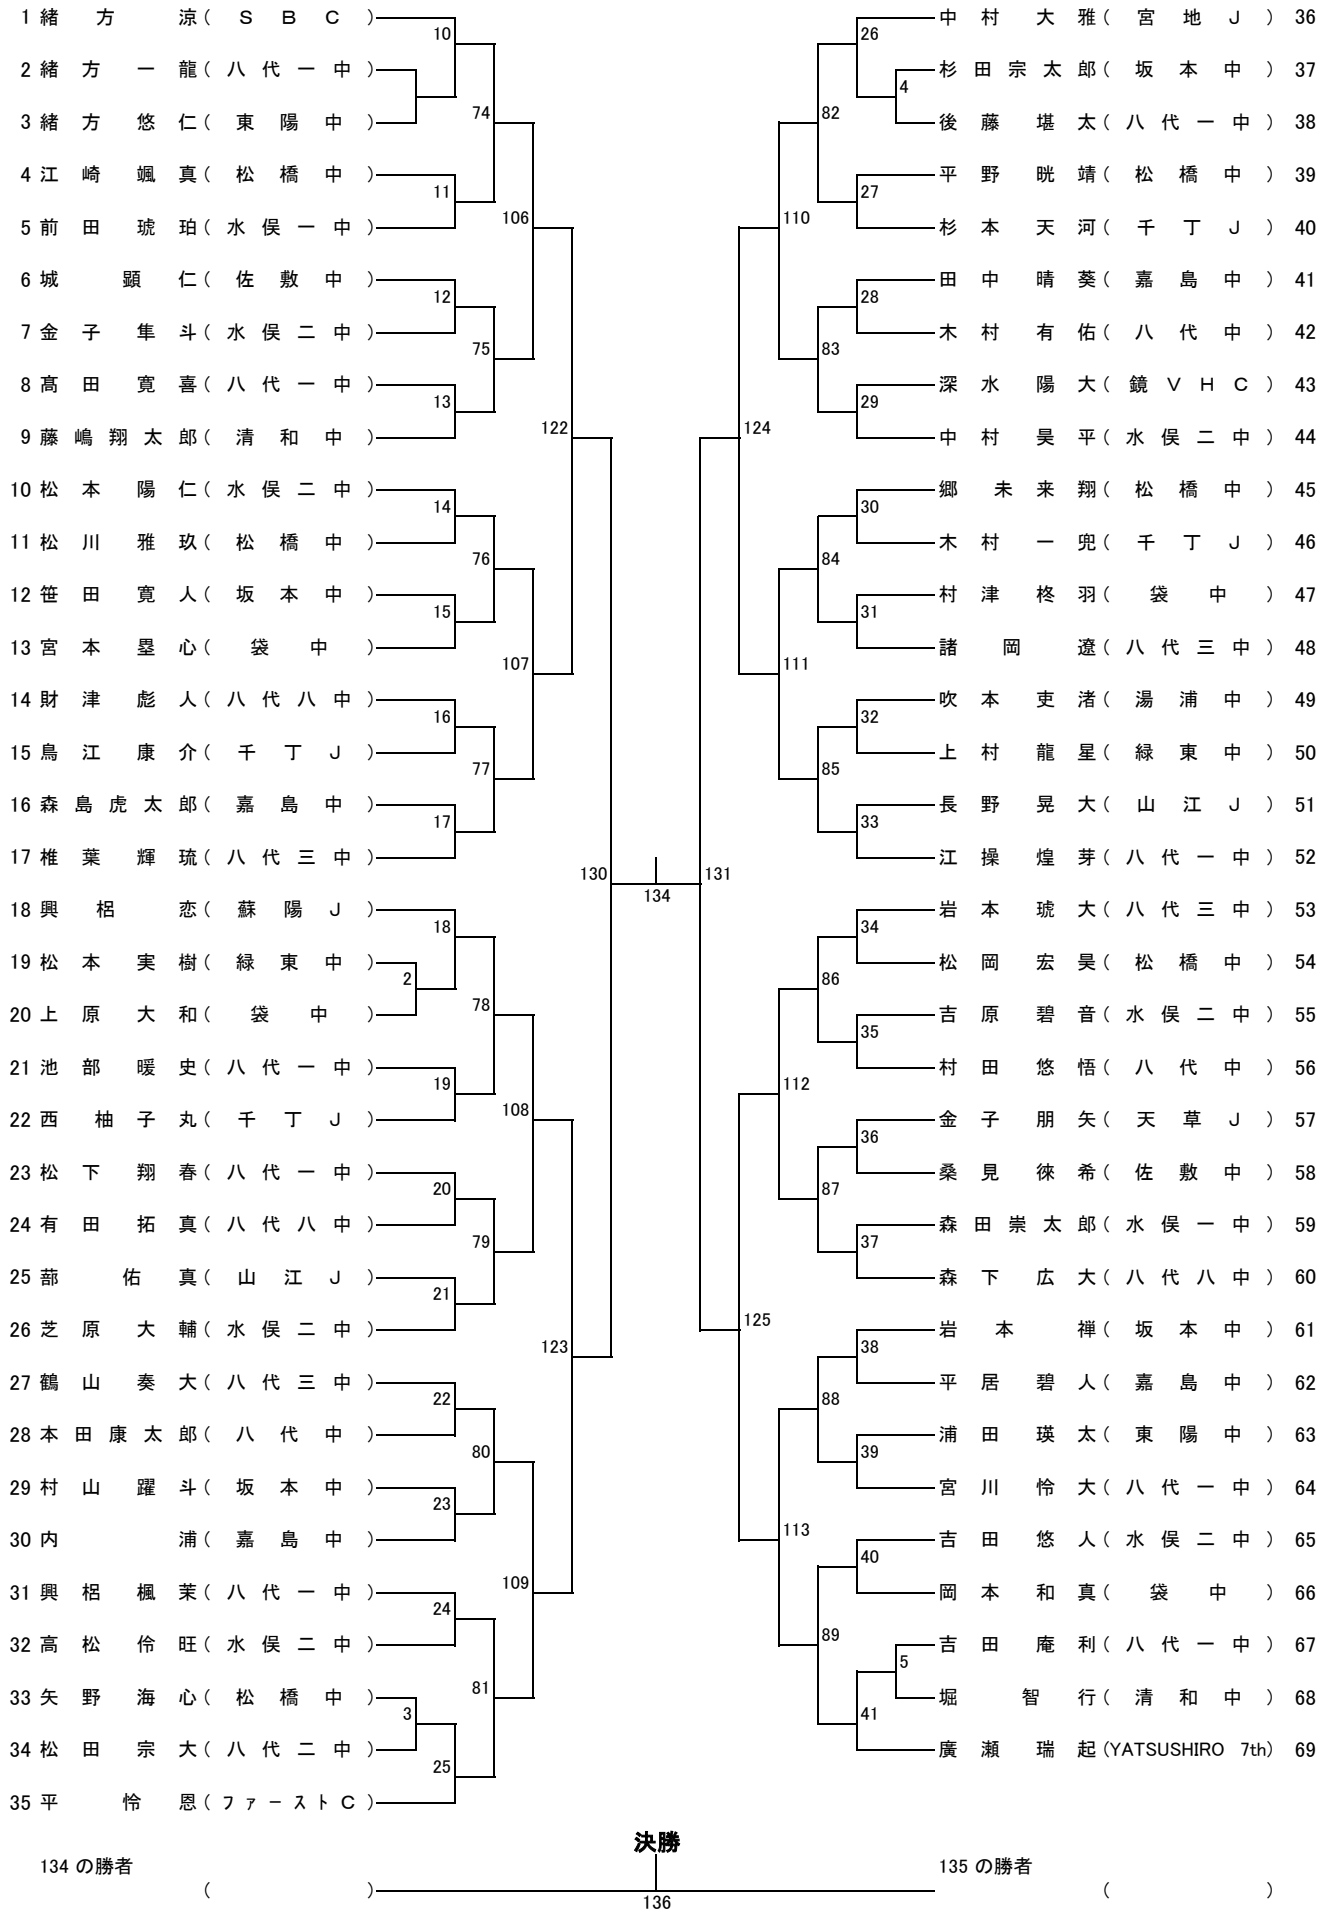 1 緒方 涼 (SBC)
2 緒方 一龍 (八代一中)
3 緒方 悠仁 (東陽中)
4 江崎 颯真 (松橋中)
5 前田 琥珀 (水俣一中)
6 城 顕仁 (佐敷中)
7 金子 隼斗 (水俣二中)
8 髙田 寛喜 (八代一中)
9 藤嶋翔太郎 (清和中)
10 松本 陽仁 (水俣二中)
11 松川 雅玖 (松橋中)
12 笹田 寛人 (坂本中)
13 宮本 塁心 (袋中)
14 財津 彪人 (八代八中)
15 鳥江 康介 (千丁J)
16 森島虎太郎 (嘉島中)
17 椎葉 輝琉 (八代三中)
18 興梠 恋 (蘇陽J)
19 松本 実樹 (緑東中)
20 上原 大和 (袋中)
21 池部 暖史 (八代一中)
22 西 柚子丸 (千丁J)
23 松下 翔春 (八代一中)
24 有田 拓真 (八代八中)
25 蔀 佑真 (山江J)
26 芝原 大輔 (水俣二中)
27 鶴山 奏大 (八代三中)
28 本田康太郎 (八代中)
29 村山 躍斗 (坂本中)
30 内 浦 (嘉島中)
31 興梠 楓茉 (八代一中)
32 高松 伶旺 (水俣二中)
33 矢野 海心 (松橋中)
34 松田 宗大 (八代二中)
35 平 怜恩 (ファーストC)
10
74
11
106
12
75
13
122
14
76
15
107
16
77
17
130
18
2
78
19
108
20
79
21
123
22
80
23
109
24
81
3
25
134
中村 大雅 (宮地J) 36
杉田宗太郎 (坂本中) 37
後藤 堪太 (八代一中) 38
平野 晄靖 (松橋中) 39
杉本 天河 (千丁J) 40
田中 晴葵 (嘉島中) 41
木村 有佑 (八代中) 42
深水 陽大 (鏡VHC) 43
中村 昊平 (水俣二中) 44
郷 未来翔 (松橋中) 45
木村 一兜 (千丁J) 46
村津 柊羽 (袋中) 47
諸岡 遼 (八代三中) 48
吹本 吏渚 (湯浦中) 49
上村 龍星 (緑東中) 50
長野 晃大 (山江J) 51
江操 煌芽 (八代一中) 52
岩本 琥大 (八代三中) 53
松岡 宏昊 (松橋中) 54
吉原 碧音 (水俣二中) 55
村田 悠悟 (八代中) 56
金子 朋矢 (天草J) 57
桑見 徠希 (佐敷中) 58
森田崇太郎 (水俣一中) 59
森下 広大 (八代八中) 60
岩本 禅 (坂本中) 61
平居 碧人 (嘉島中) 62
浦田 瑛太 (東陽中) 63
宮川 怜大 (八代一中) 64
吉田 悠人 (水俣二中) 65
岡本 和真 (袋中) 66
吉田 庵利 (八代一中) 67
堀 智行 (清和中) 68
廣瀬 瑞起 (YATSUSHIRO 7th) 69
26
4
82
27
110
28
83
29
124
30
84
31
111
32
85
33
131
34
86
35
112
36
87
37
125
38
88
39
113
40
89
5
41
決勝
134 の勝者
( )
136
135 の勝者
( )